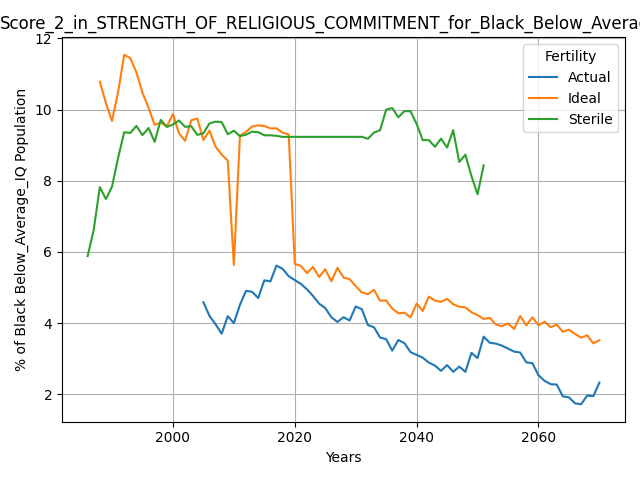 Score_2_in_STRENGTH_OF_RELIGIOUS_COMMITMENT_for_Black_Below_Avera
Fertility
Actual
Ideal
Sterile
% of Black Below_Average_IQ Population
12
10
8
6
4
2
2000
2020
2040
2060
Years